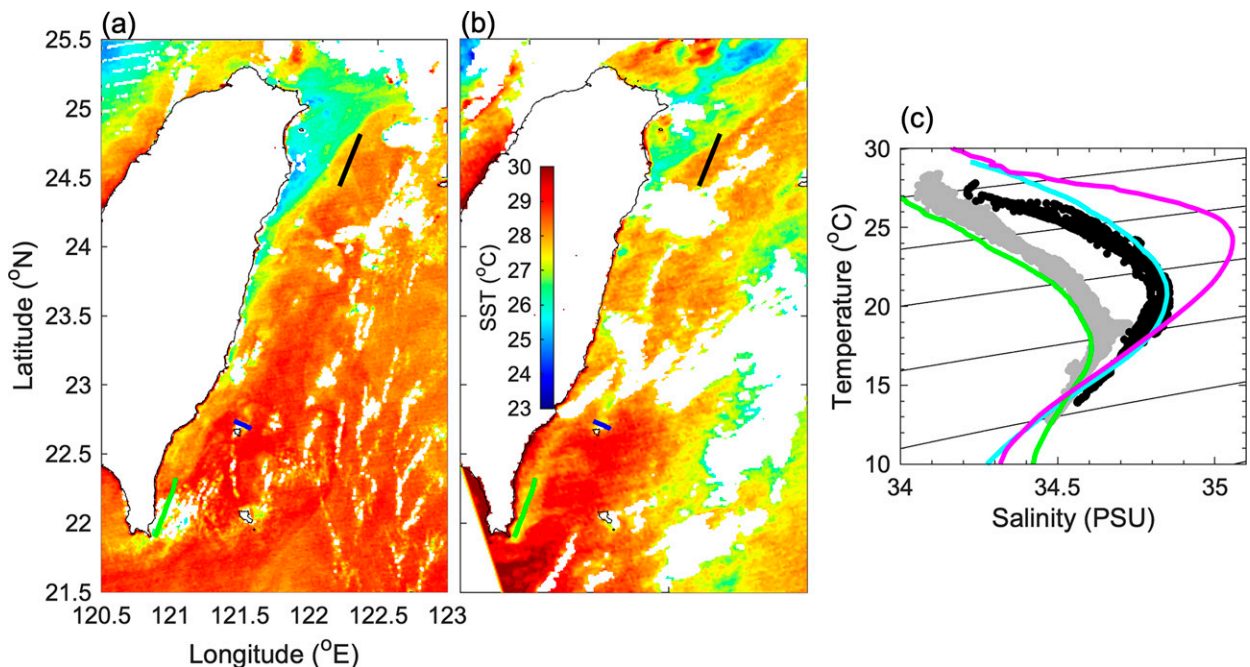 (a)
(b)
25.5
25
24.5
24
23.5
23
22.5
22
21.5
Latitude (°N)
120.5 121 121.5 122 122.5 123
Longitude (°E)
30
29
28
27
26
25
24
23
SST (°C)
(c)
30
25
20
15
10
Temperature (°C)
34 34.5 35
Salinity (PSU)